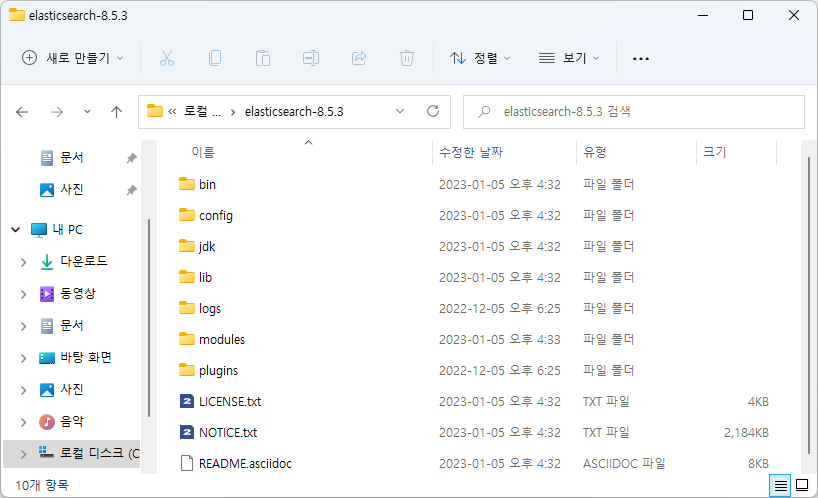 elasticsearch-8.5.3
새로 만들기
정렬
보기
« 로컬 ... > elasticsearch-8.5.3
elasticsearch-8.5.3 검색
문서
사진
내 PC
다운로드
동영상
문서
바탕 화면
사진
음악
로컬 디스크 (C
이름 수정한 날짜 유형 크기
bin 2023-01-05 오후 4:32 파일 폴더
config 2023-01-05 오후 4:32 파일 폴더
jdk 2023-01-05 오후 4:32 파일 폴더
lib 2023-01-05 오후 4:32 파일 폴더
logs 2022-12-05 오후 6:25 파일 폴더
modules 2023-01-05 오후 4:33 파일 폴더
plugins 2022-12-05 오후 6:25 파일 폴더
LICENSE.txt 2023-01-05 오후 4:32 TXT 파일 4KB
NOTICE.txt 2023-01-05 오후 4:32 TXT 파일 2,184KB
README.asciidoc 2023-01-05 오후 4:32 ASCIIDOC 파일 8KB
10개 항목